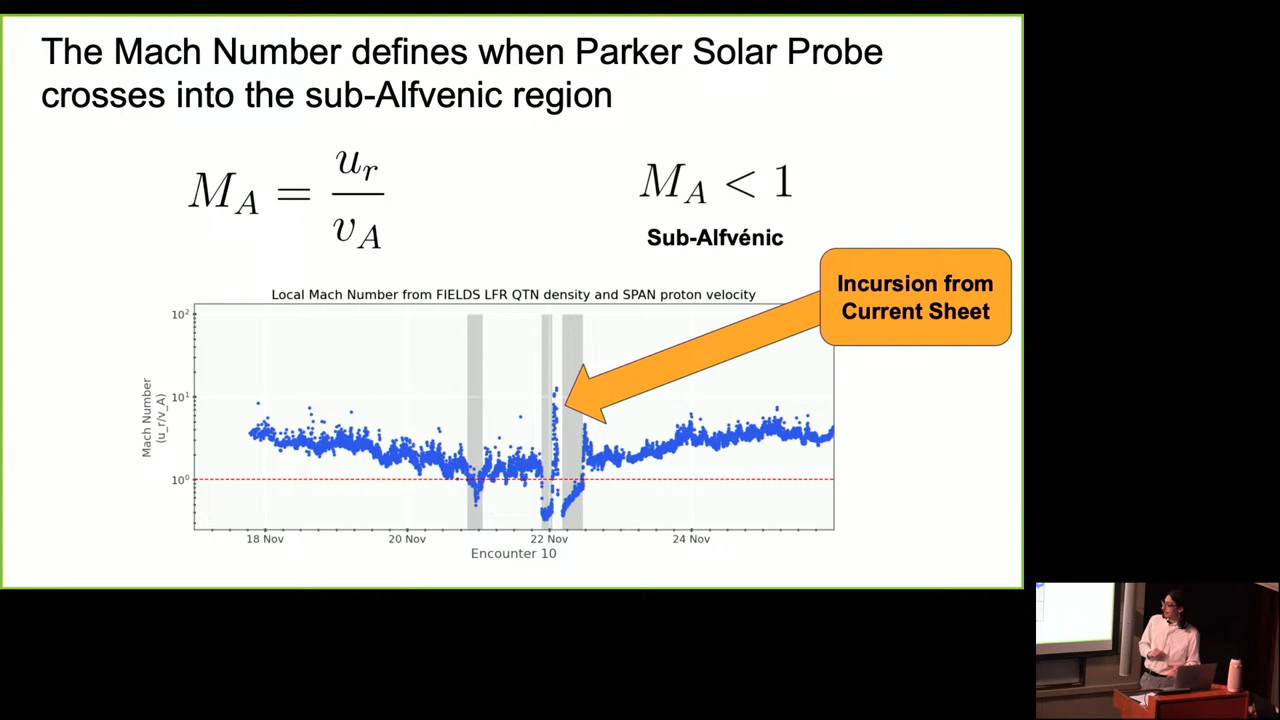 The Mach Number defines when Parker Solar Probe
crosses into the sub-Alfvenic region
M_A = u_r / v_A
M_A < 1
Sub-Alfvénic
Incursion from
Current Sheet
Local Mach Number from FIELDS LFR QTN density and SPAN proton velocity
Mach Number
(u_r/v_A)
10²
10¹
10⁰
18 Nov
20 Nov
22 Nov
24 Nov
Encounter 10